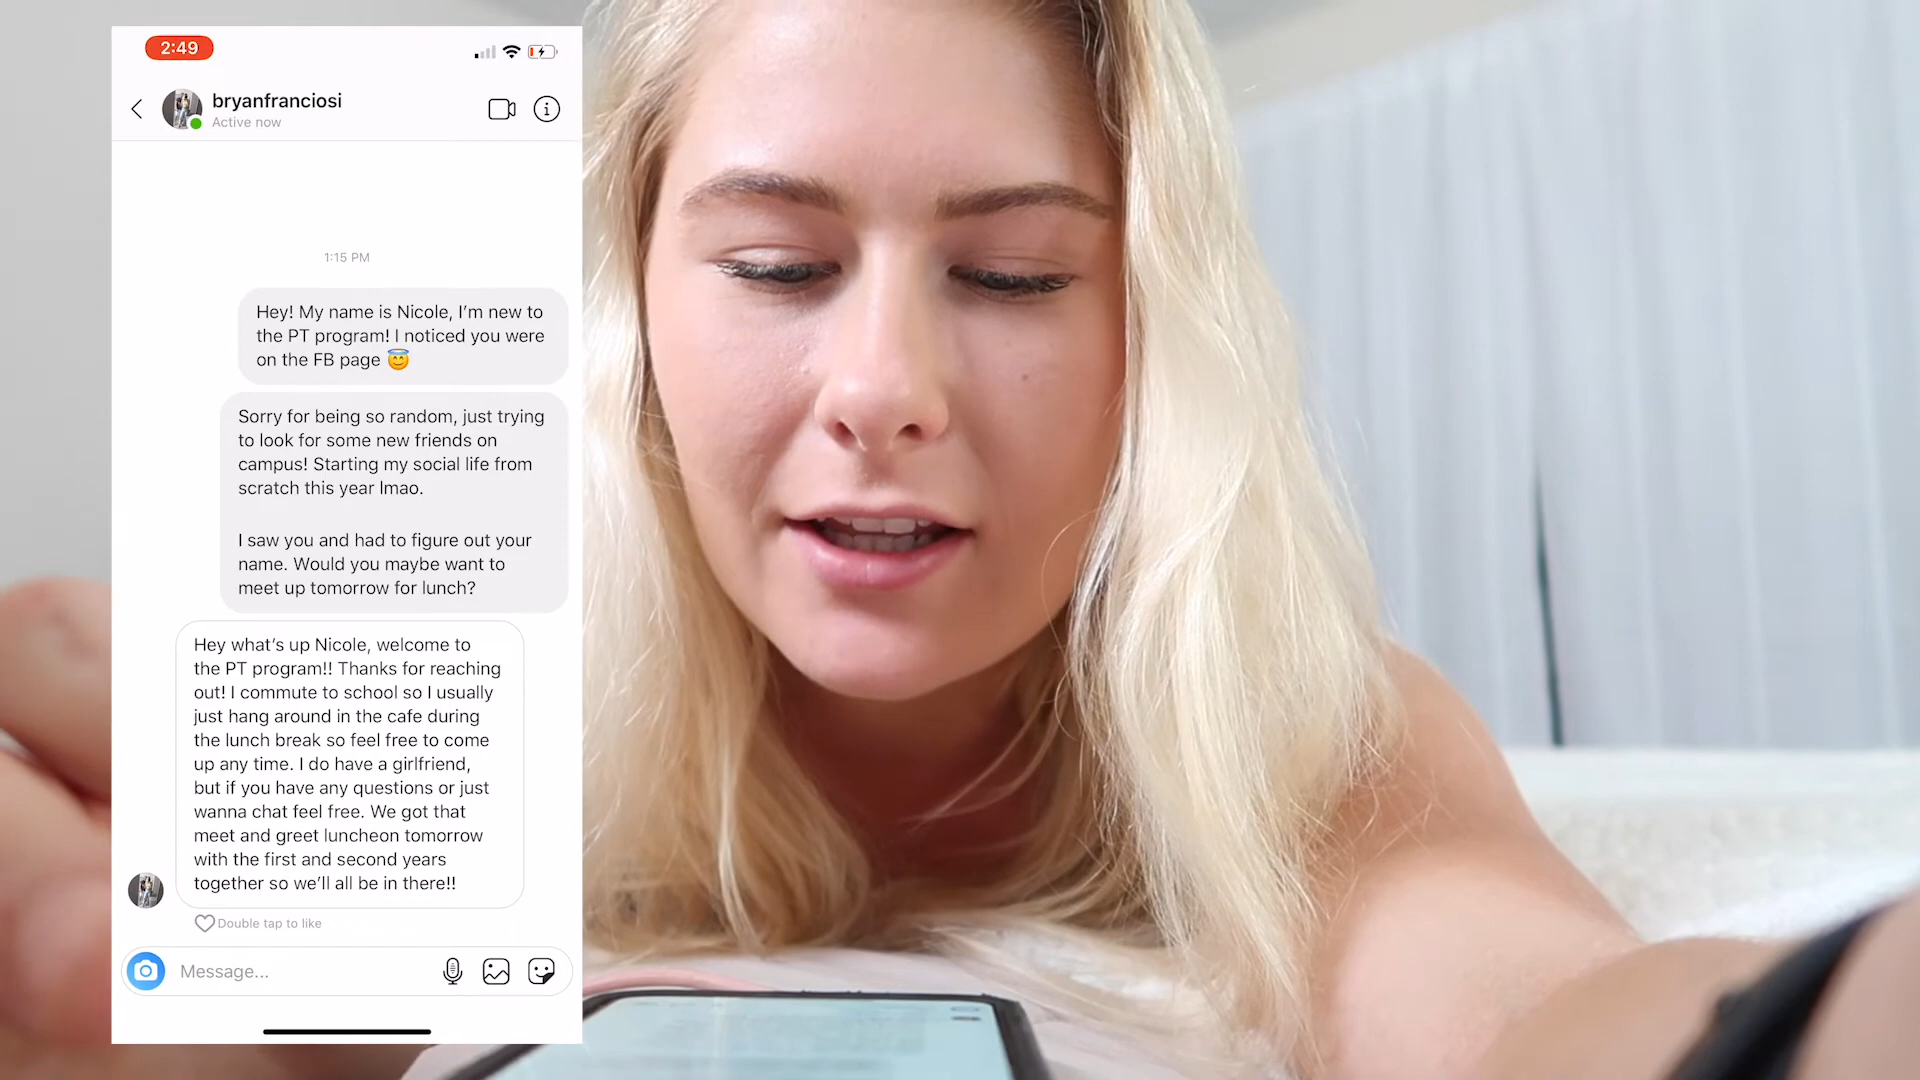 2:49
bryanfranciosi
Active now
1:15 PM
Hey! My name is Nicole, I’m new to
the PT program! I noticed you were
on the FB page 😇
Sorry for being so random, just trying
to look for some new friends on
campus! Starting my social life from
scratch this year lmao.
I saw you and had to figure out your
name. Would you maybe want to
meet up tomorrow for lunch?
Hey what’s up Nicole, welcome to
the PT program!! Thanks for reaching
out! I commute to school so I usually
just hang around in the cafe during
the lunch break so feel free to come
up any time. I do have a girlfriend,
but if you have any questions or just
wanna chat feel free. We got that
meet and greet luncheon tomorrow
with the first and second years
together so we’ll all be in there!!
Double tap to like
Message...